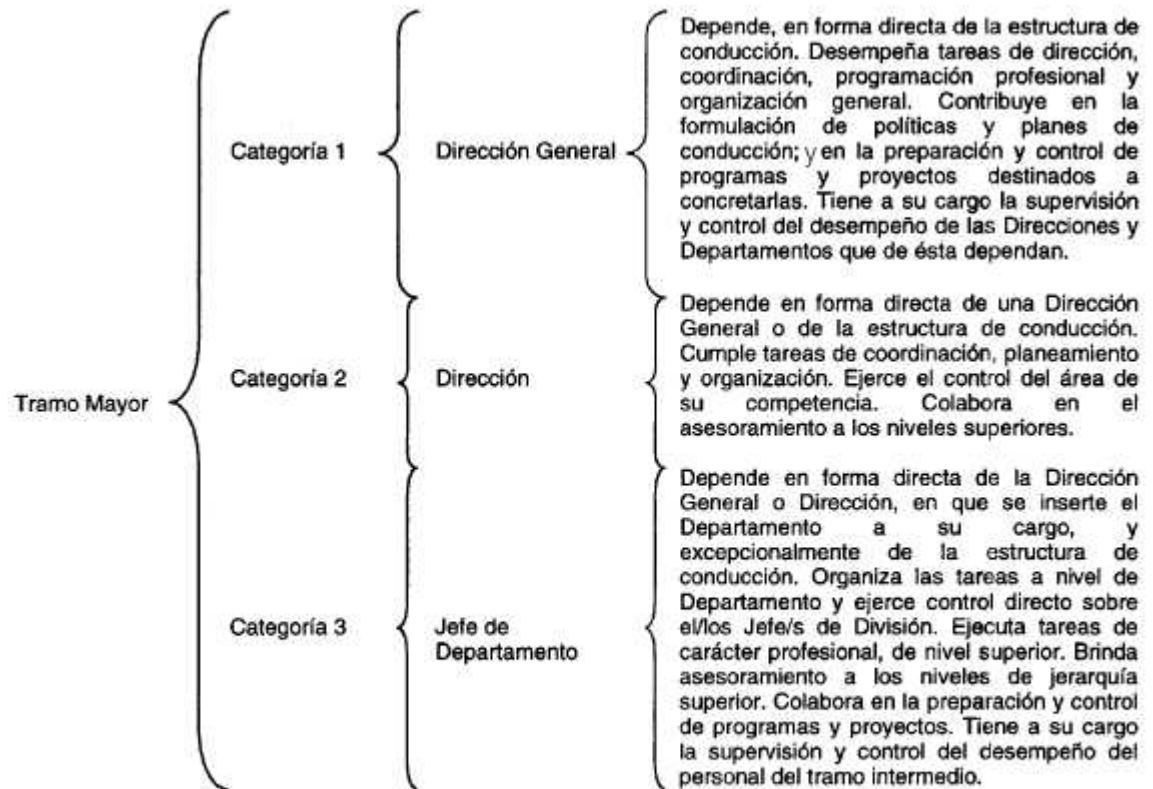 Tramo Mayor
Categoría 1
Dirección General
Depende, en forma directa de la estructura de
conducción. Desempeña tareas de dirección,
coordinación, programación profesional y
organización general. Contribuye en la
formulación de políticas y planes de
conducción; y en la preparación y control de
programas y proyectos destinados a
concretarlas. Tiene a su cargo la supervisión
y control del desempeño de las Direcciones y
Departamentos que de ésta dependan.
Categoría 2
Dirección
Depende en forma directa de una Dirección
General o de la estructura de conducción.
Cumple tareas de coordinación, planeamiento
y organización. Ejerce el control del área de
su competencia. Colabora en el
asesoramiento a los niveles superiores.
Categoría 3
Jefe de
Departamento
Depende en forma directa de la Dirección
General o Dirección, en que se inserte el
Departamento a su cargo, y
excepcionalmente de la estructura de
conducción. Organiza las tareas a nivel de
Departamento y ejerce control directo sobre
el/los Jefe/s de División. Ejecuta tareas de
carácter profesional, de nivel superior. Brinda
asesoramiento a los niveles de jerarquía
superior. Colabora en la preparación y control
de programas y proyectos. Tiene a su cargo
la supervisión y control del desempeño del
personal del tramo intermedio.